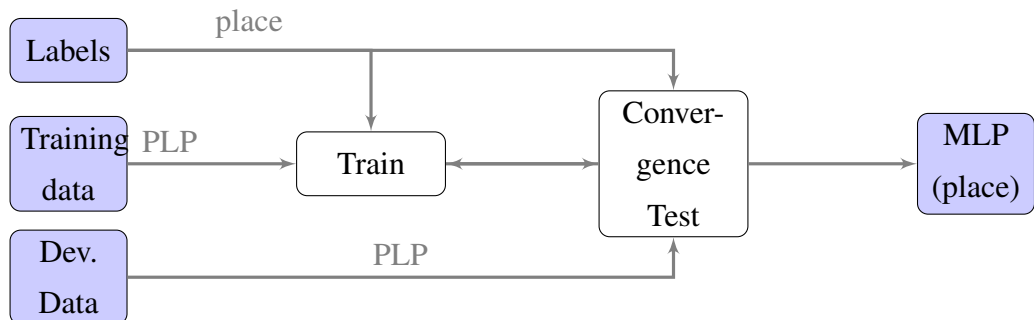 place
Labels
Training
data
PLP
Train
Conver-
gence
Test
MLP
(place)
Dev.
Data
PLP